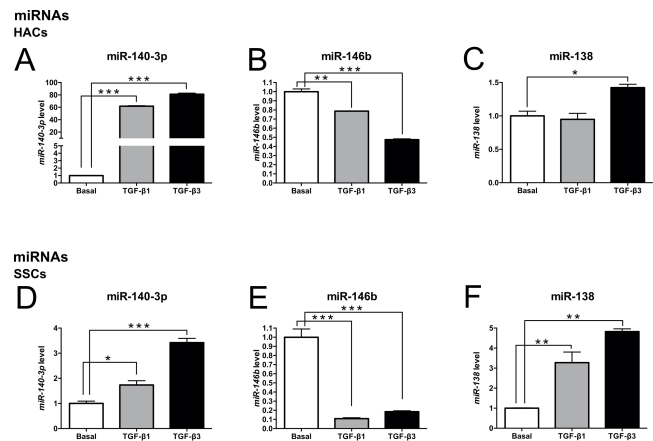 miRNAs
HACs
A
miR-140-3p
miR-140-3p level
100
80
60
40
20
5
4
3
2
1
0
***
***
Basal
TGF-β1
TGF-β3
B
miR-146b
miR-146b level
1.1
1.0
0.9
0.8
0.7
0.6
0.5
0.4
0.3
0.2
0.1
0.0
***
**
Basal
TGF-β1
TGF-β3
C
miR-138
miR-138 level
1.5
1.0
0.5
0.0
*
Basal
TGF-β1
TGF-β3
miRNAs
SSCs
D
miR-140-3p
miR-140-3p level
4
3
2
1
0
***
*
Basal
TGF-β1
TGF-β3
E
miR-146b
miR-146b level
1.1
1.0
0.9
0.8
0.7
0.6
0.5
0.4
0.3
0.2
0.1
0.0
***
***
Basal
TGF-β1
TGF-β3
F
miR-138
miR-138 level
5
4
3
2
1
0
**
**
Basal
TGF-β1
TGF-β3